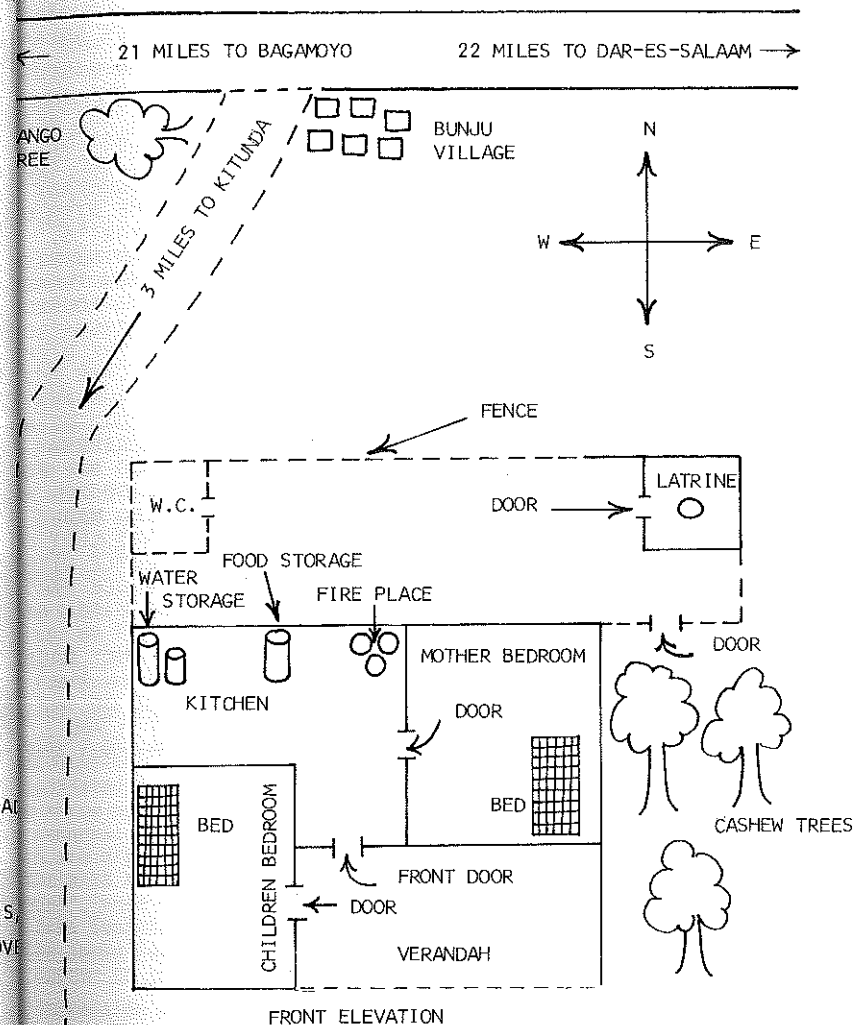 21 MILES TO BAGAMOYO
22 MILES TO DAR-ES-SALAAM
ANGO
REE
BUNJU
VILLAGE
3 MILES TO KITUNDA
N
W
E
S
FENCE
W.C.
DOOR
LATRINE
FOOD STORAGE
WATER
STORAGE
FIRE PLACE
DOOR
MOTHER BEDROOM
KITCHEN
DOOR
BED
BED
CASHEW TREES
CHILDREN BEDROOM
FRONT DOOR
DOOR
VERANDAH
FRONT ELEVATION